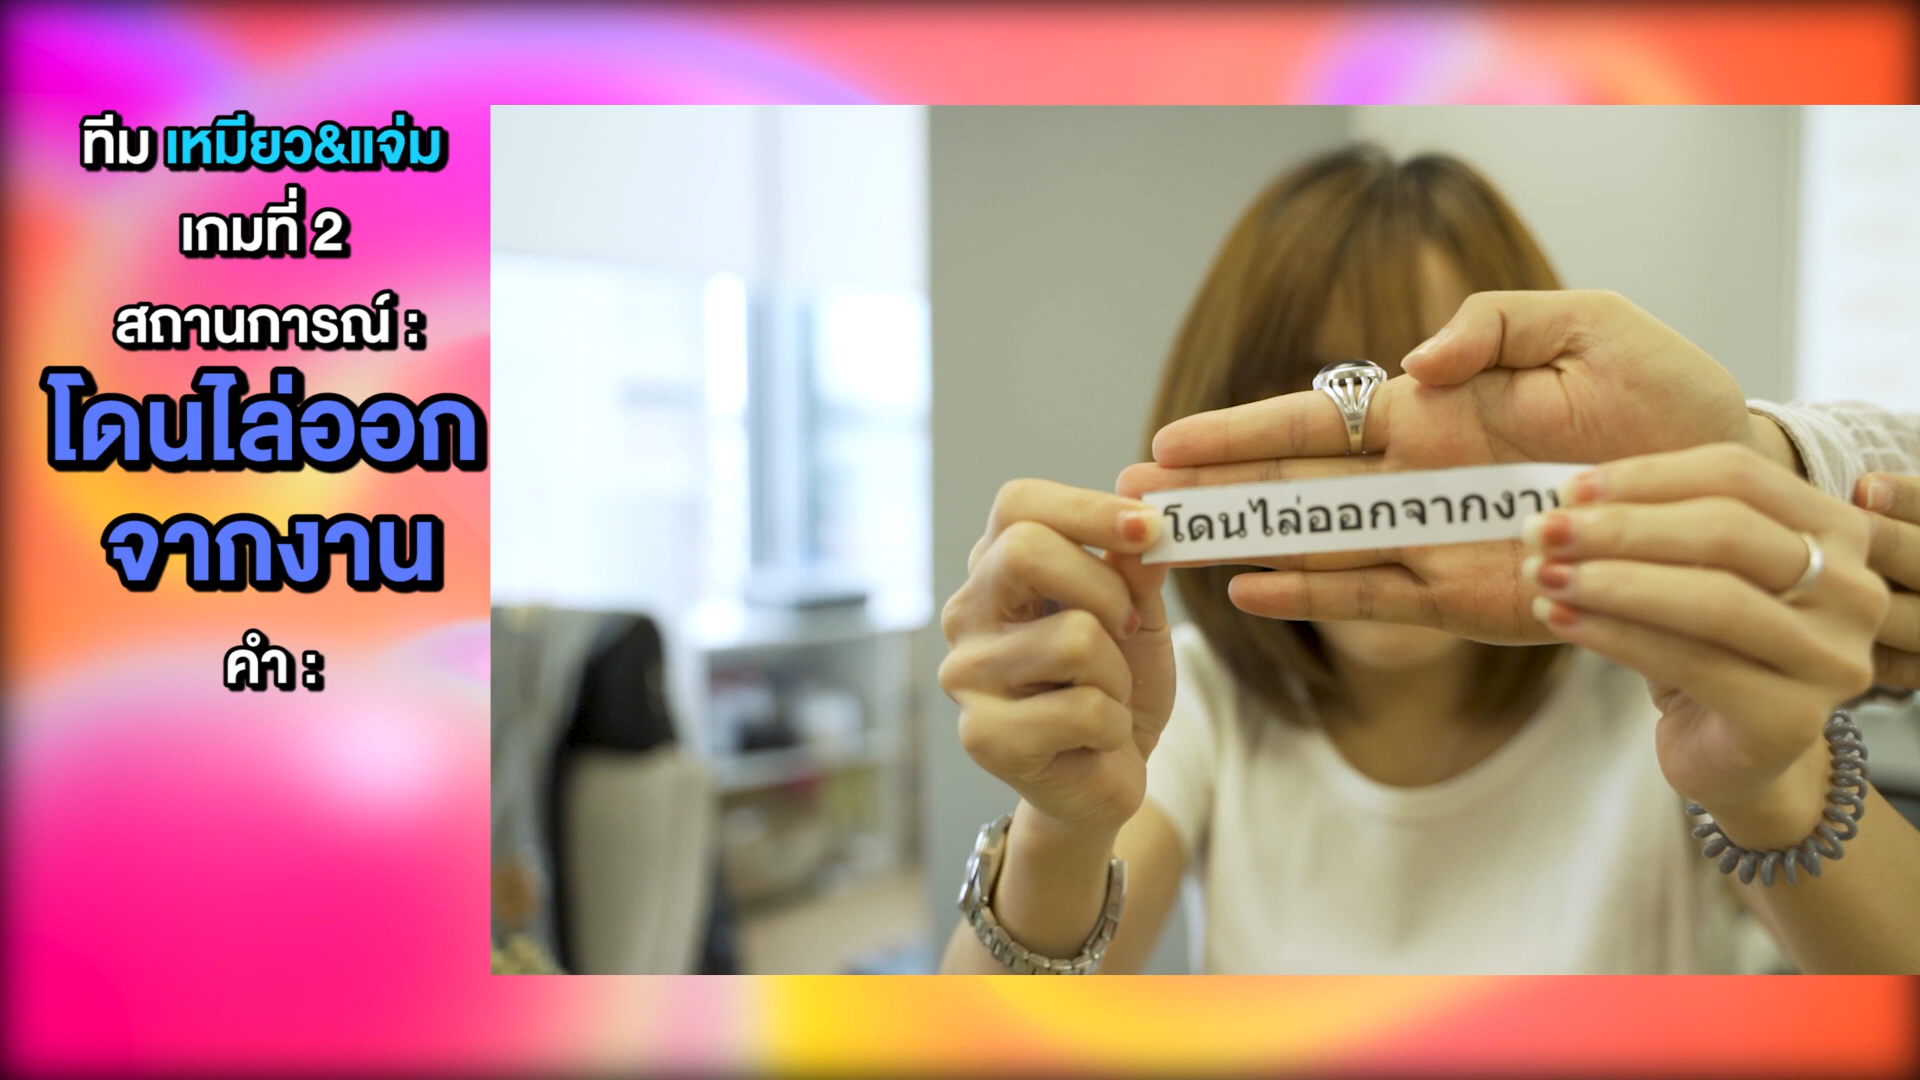 ทีม เหมียว&แจ่ม
เกมที่ 2
สถานการณ์ :
โดนไล่ออก
จากงาน
คำ :
โดนไล่ออกจากงาน